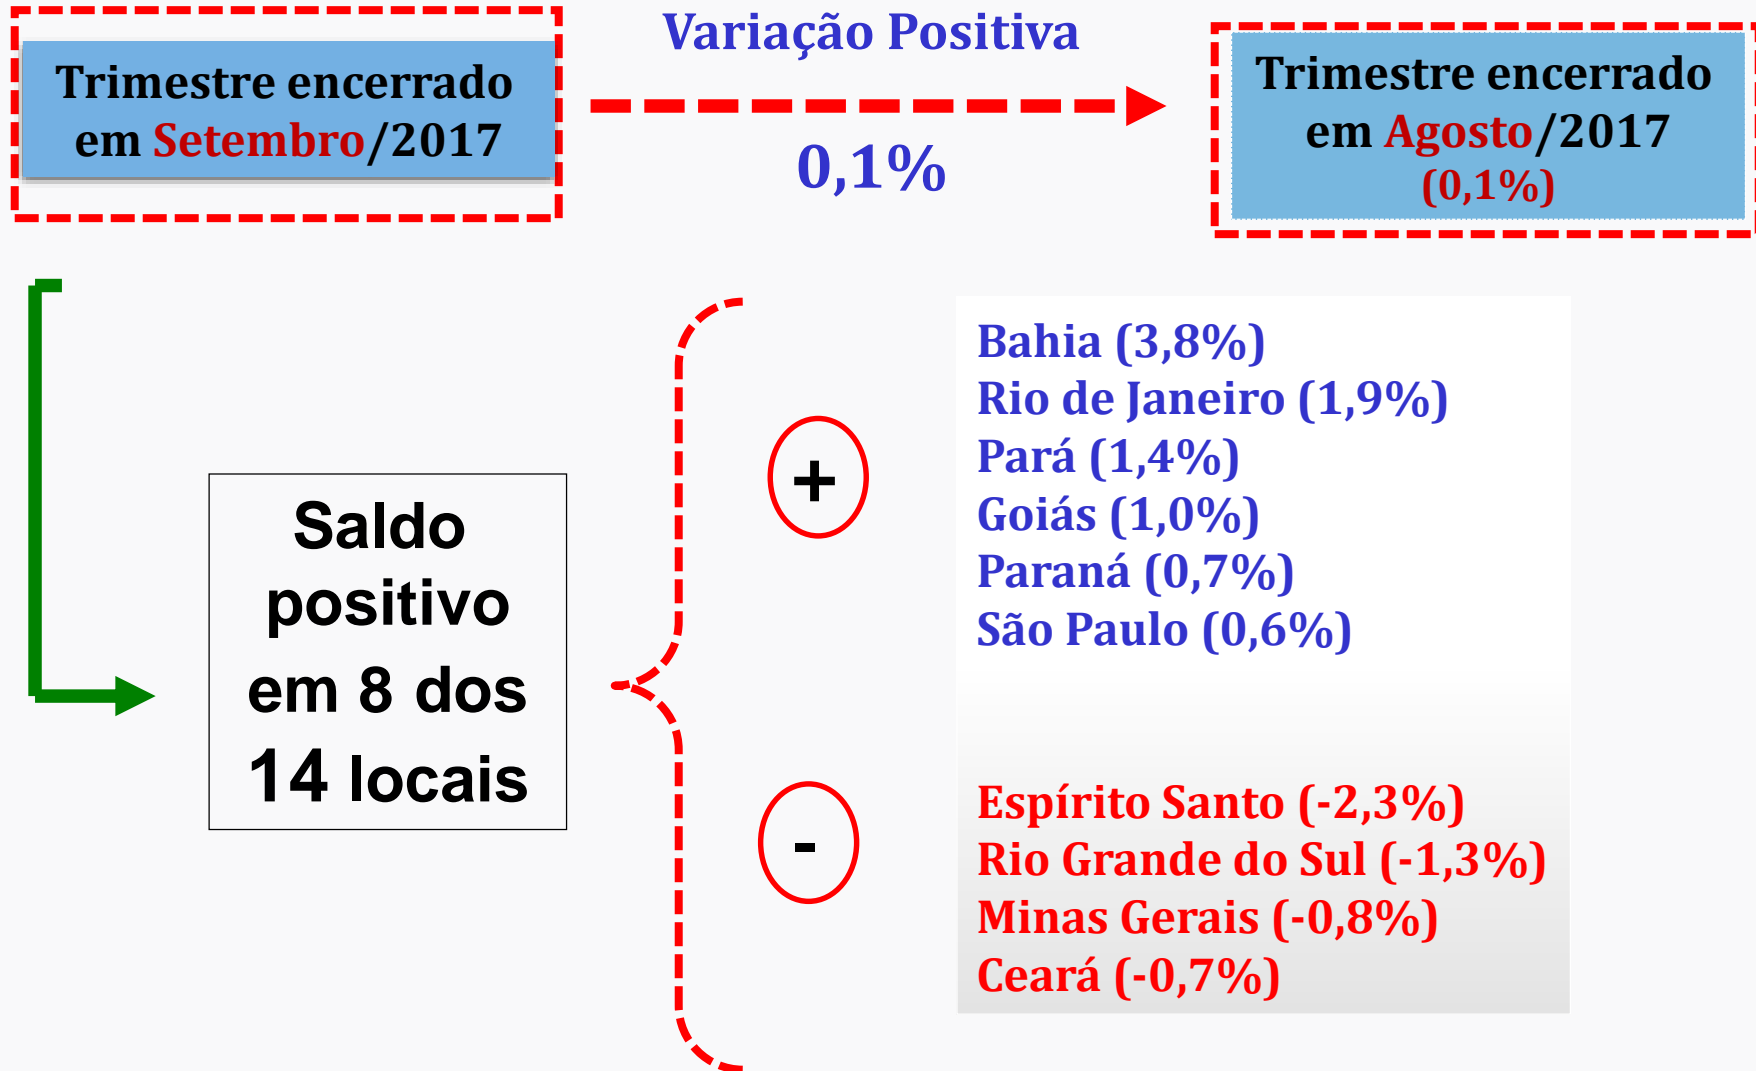 Trimestre encerrado
em Setembro/2017
Variação Positiva
0,1%
Trimestre encerrado
em Agosto/2017
(0,1%)
Saldo
positivo
em 8 dos
14 locais
+
Bahia (3,8%)
Rio de Janeiro (1,9%)
Pará (1,4%)
Goiás (1,0%)
Paraná (0,7%)
São Paulo (0,6%)
-
Espírito Santo (-2,3%)
Rio Grande do Sul (-1,3%)
Minas Gerais (-0,8%)
Ceará (-0,7%)